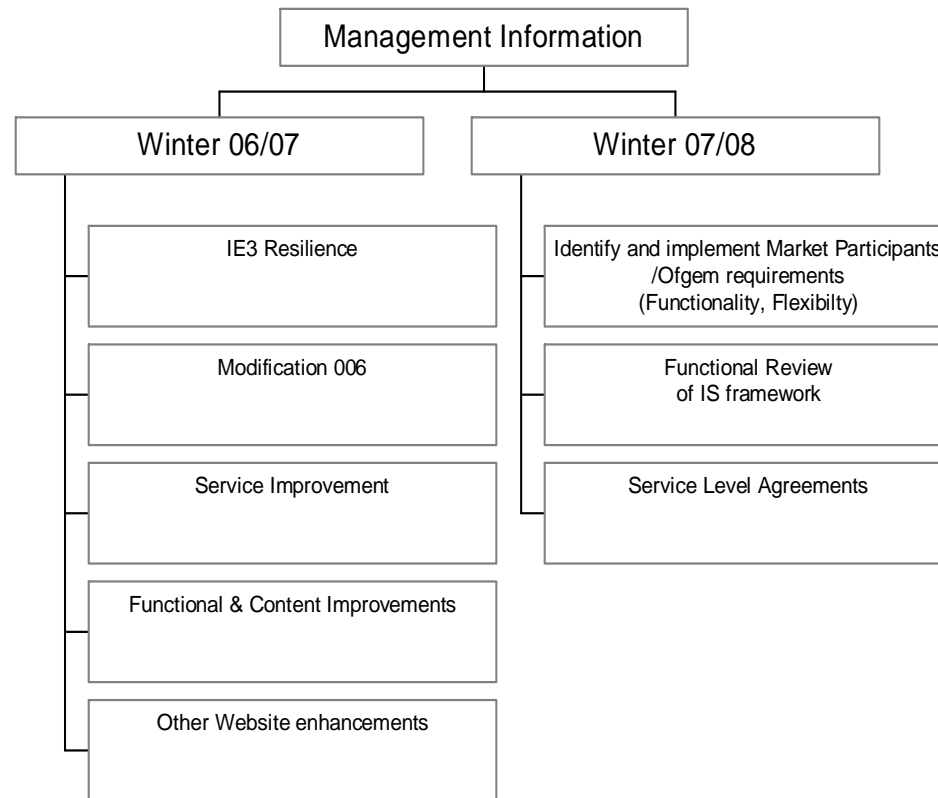 Management Information
Winter 06/07
IE3 Resilience
Modification 006
Service Improvement
Functional & Content Improvements
Other Website enhancements
Winter 07/08
Identify and implement Market Participants
/Ofgem requirements
(Functionality, Flexibilty)
Functional Review
of IS framework
Service Level Agreements